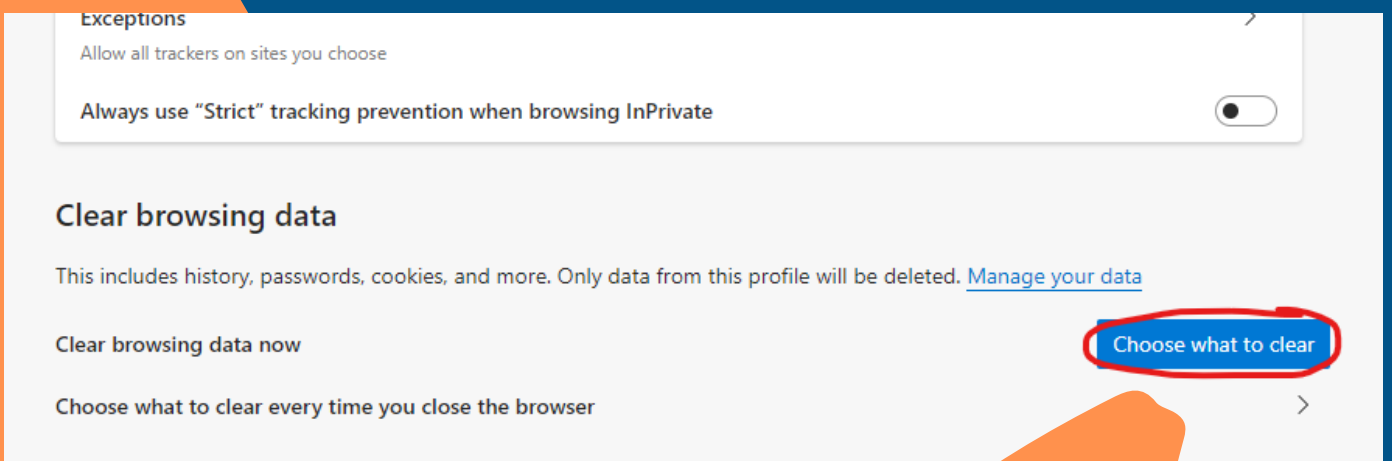 Exceptions
Allow all trackers on sites you choose
Always use “Strict” tracking prevention when browsing InPrivate
Clear browsing data
This includes history, passwords, cookies, and more. Only data from this profile will be deleted. Manage your data
Clear browsing data now
Choose what to clear
Choose what to clear every time you close the browser